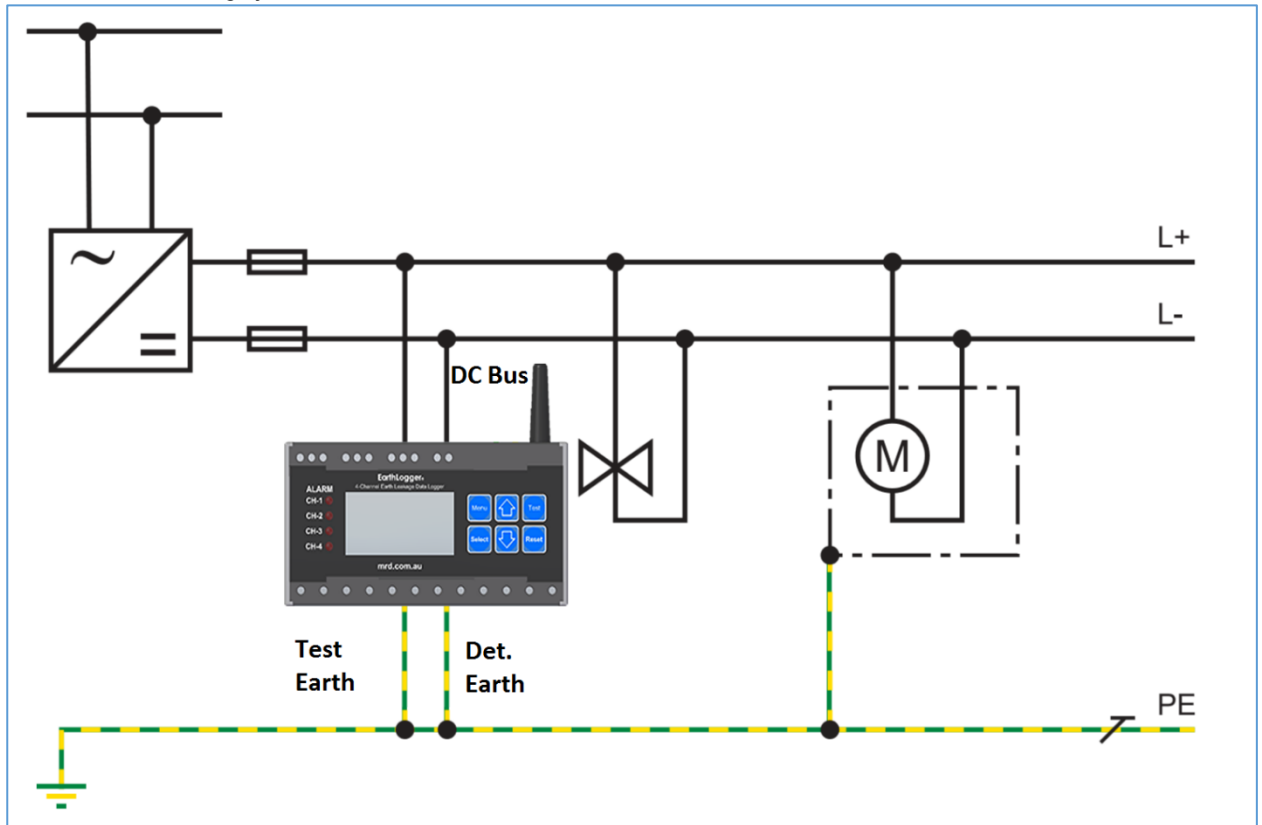 L+
L-
DC Bus
EarthLogger®
4-Channel Earth Leakage Data Logger
ALARM
CH-1
CH-2
CH-3
CH-4
Menu
Test
Select
Reset
mrd.com.au
Test
Earth
Det.
Earth
M
PE